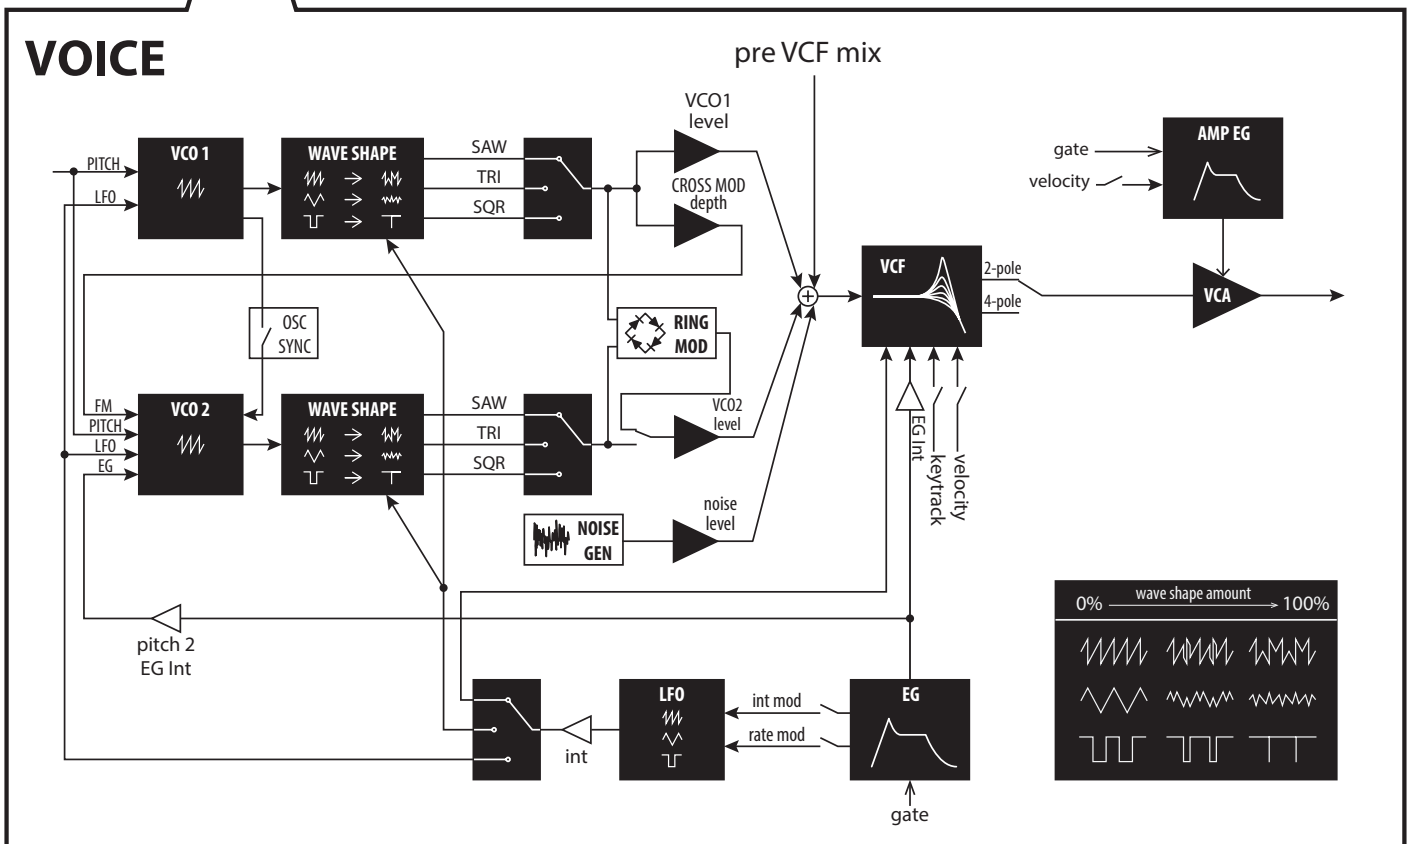 VOICE
pre VCF mix
VCO1
level
PITCH
LFO
VCO 1
WAVE SHAPE
SAW
TRI
SQR
CROSS MOD
depth
AMP EG
gate
velocity
VCF
2-pole
4-pole
VCA
OSC
SYNC
RING
MOD
FM
PITCH
LFO
EG
VCO 2
WAVE SHAPE
SAW
TRI
SQR
VCO2
level
EG Int
keytrack
velocity
noise
level
NOISE
GEN
pitch 2
EG Int
wave shape amount
0% 100%
LFO
int mod
rate mod
EG
int
gate